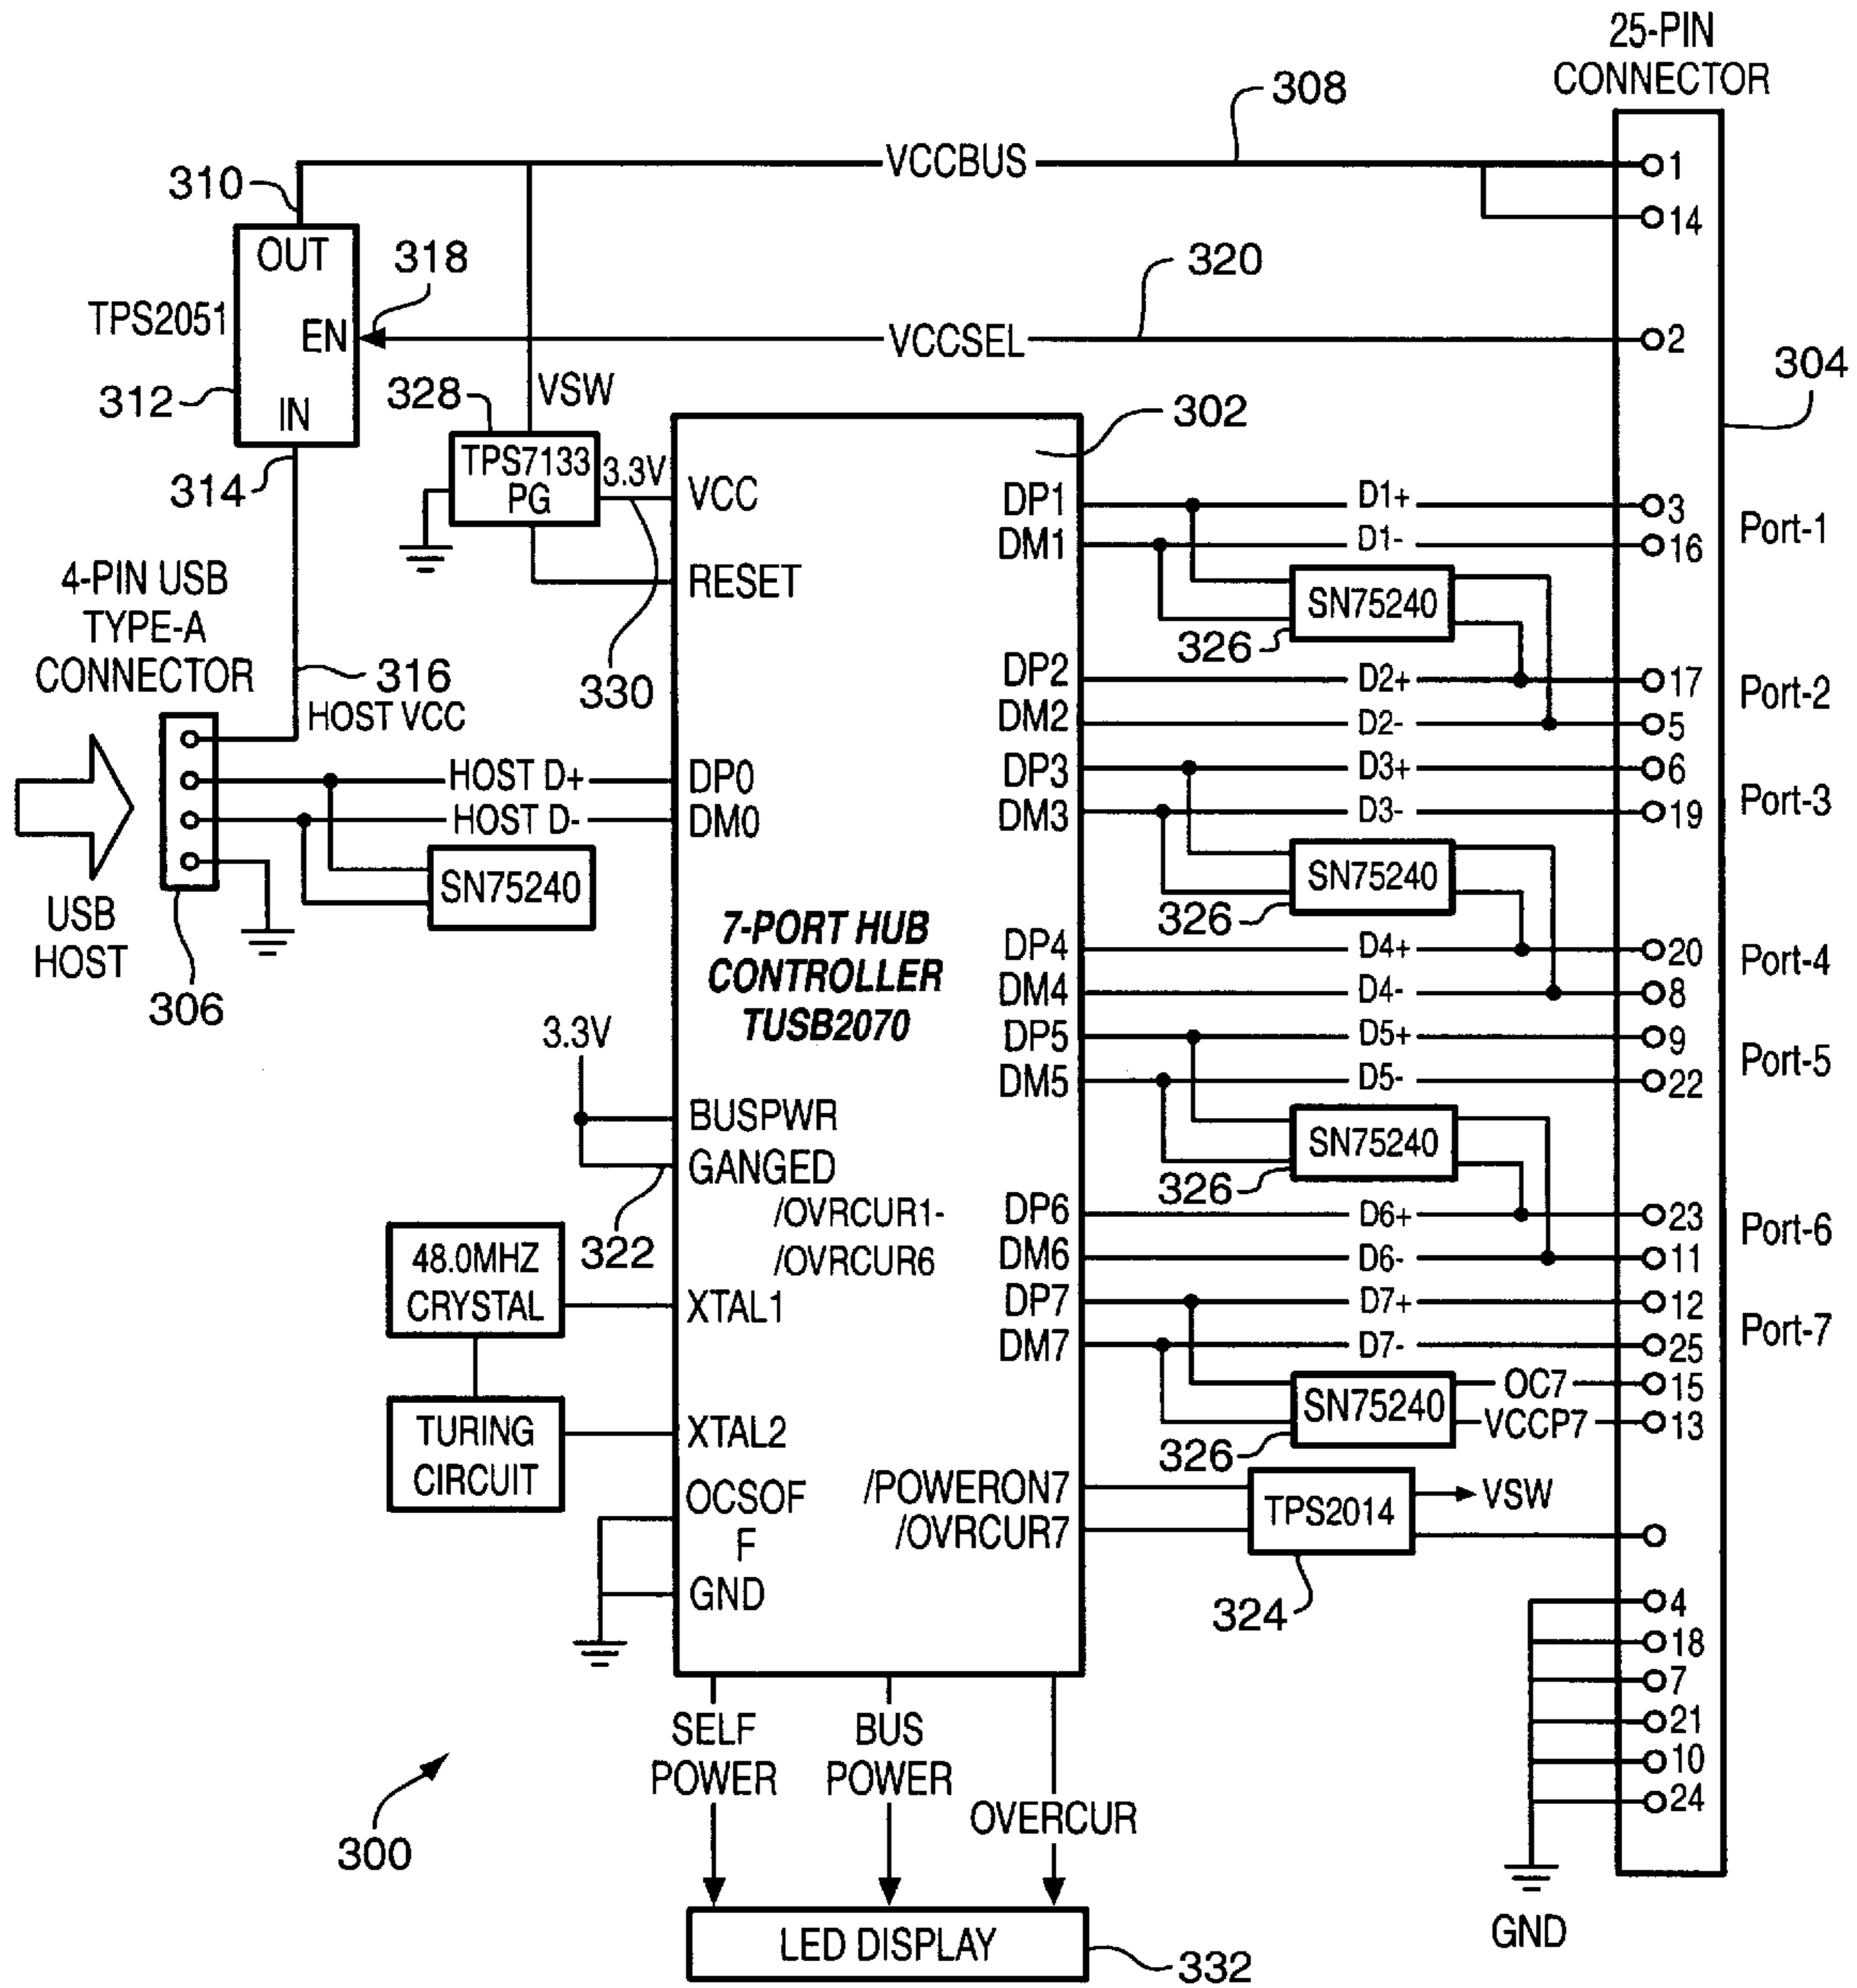 25-PIN
CONNECTOR
308
VCCBUS
1
310
14
OUT
318
320
TPS2051
EN
VCCSEL
2
304
312
IN
328
VSW
302
TPS7133
PG
3.3V
VCC
314
DP1
D1+
3
Port-1
DM1
D1-
16
RESET
4-PIN USB
TYPE-A
CONNECTOR
SN75240
326
316
HOST VCC
330
DP2
D2+
17
Port-2
DM2
D2-
5
HOST D+
DP0
DP3
D3+
6
Port-3
HOST D-
DM0
DM3
D3-
19
SN75240
SN75240
326
USB
HOST
306
7-PORT HUB
CONTROLLER
TUSB2070
DP4
D4+
20
Port-4
DM4
D4-
8
3.3V
DP5
D5+
9
Port-5
DM5
D5-
22
BUSPWR
SN75240
GANGED
326
/OVRCUR1-
DP6
D6+
23
Port-6
322
/OVRCUR6
DM6
D6-
11
48.0MHZ
CRYSTAL
XTAL1
DP7
D7+
12
Port-7
DM7
D7-
25
SN75240
OC7
15
VCCP7
13
326
TURING
CIRCUIT
XTAL2
OCSOF
F
/POWERON7
TPS2014
VSW
/OVRCUR7
GND
324
4
18
7
21
10
24
SELF
POWER
BUS
POWER
OVERCUR
300
GND
LED DISPLAY
332